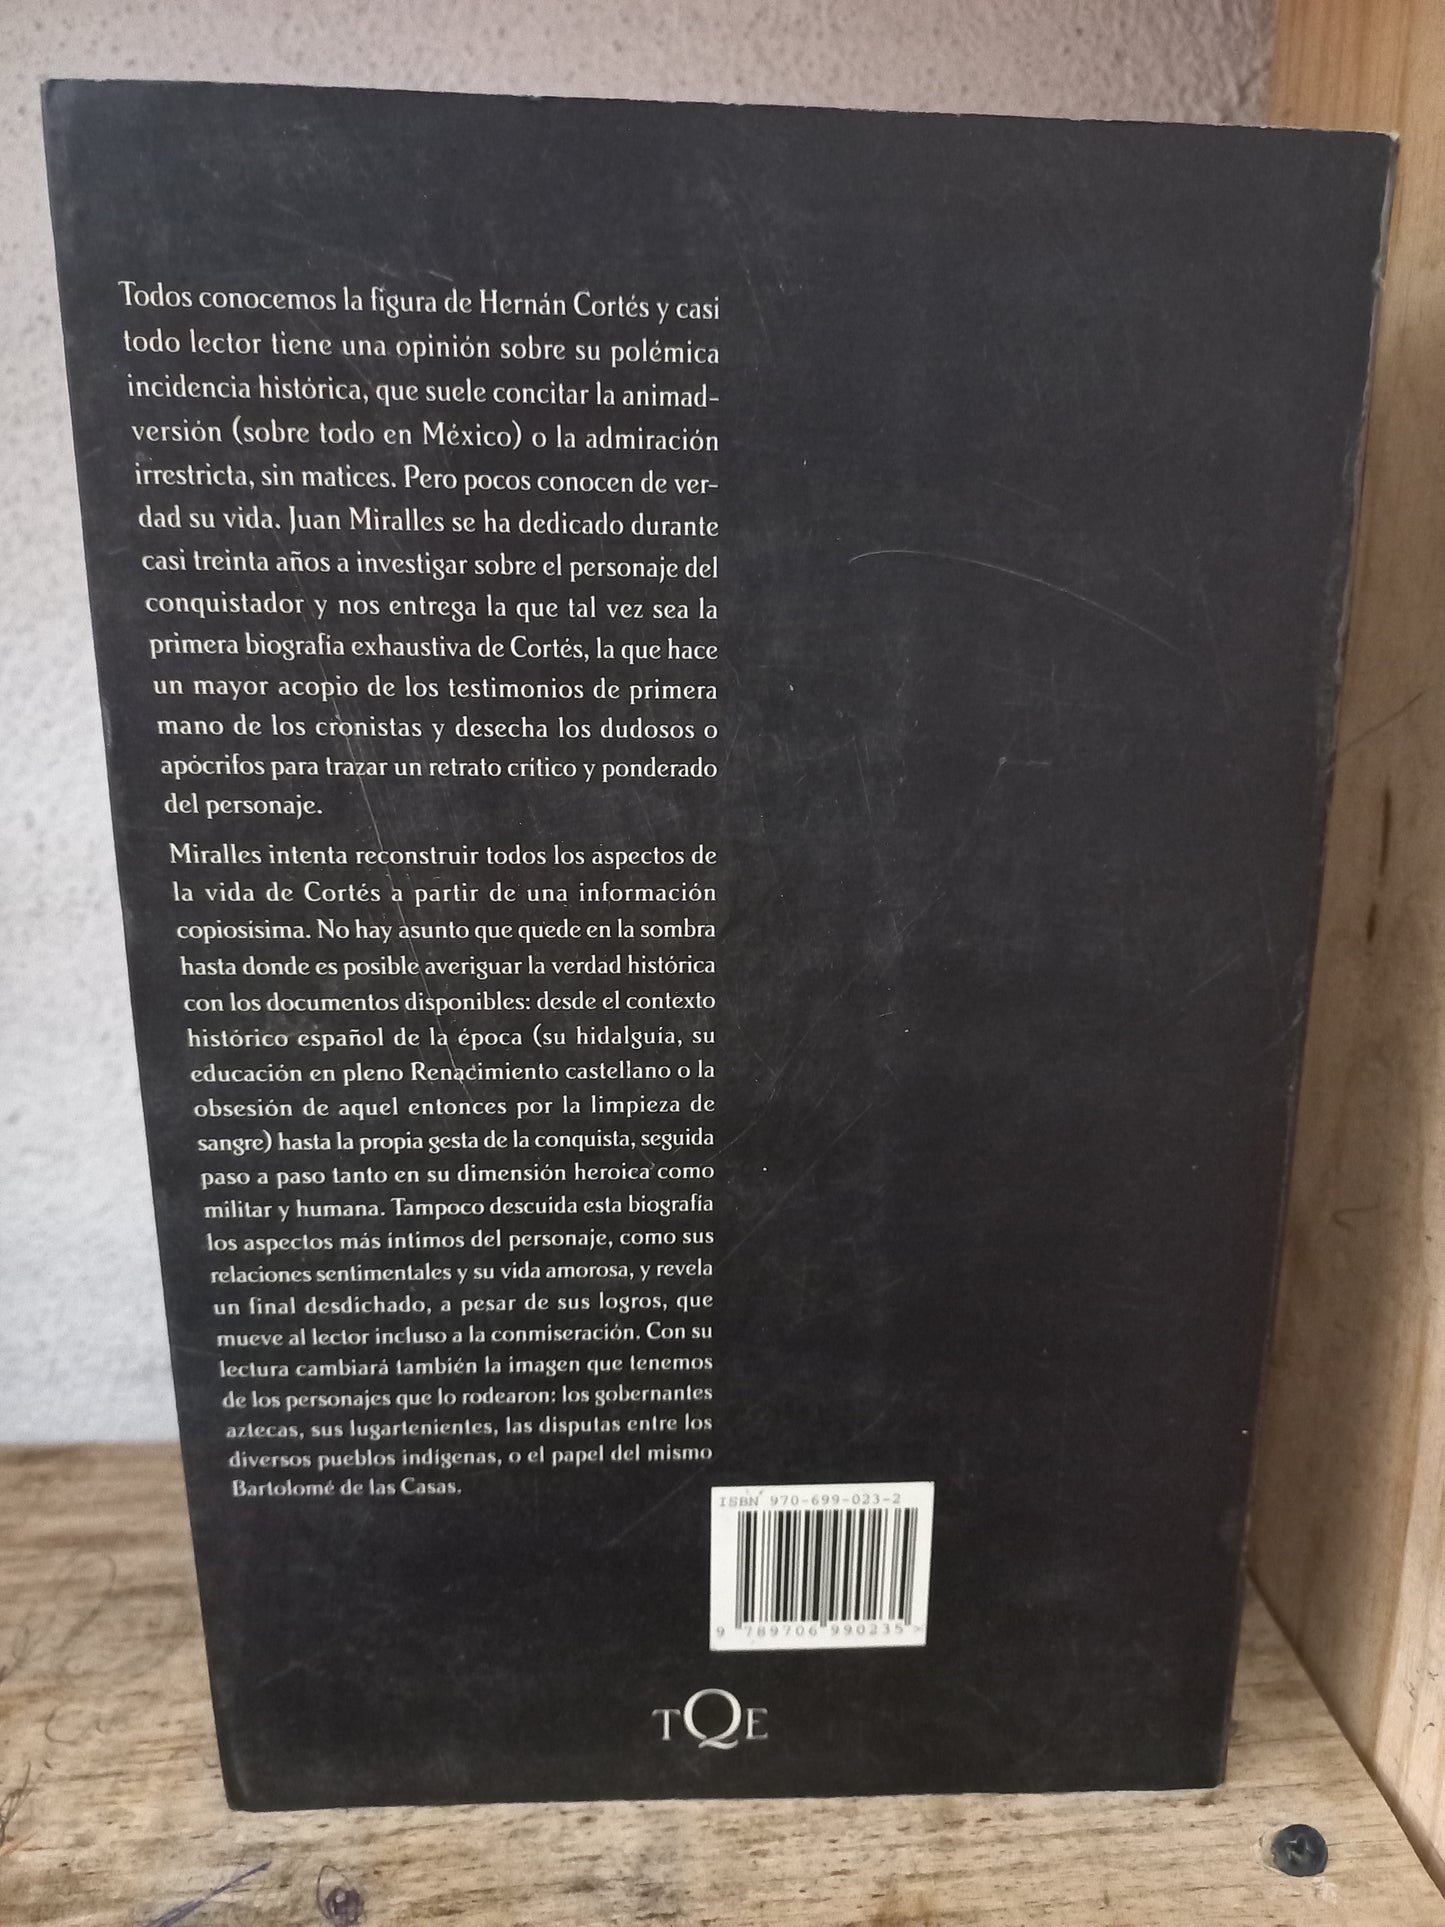 Todos conocemos la figura de Hernán Cortés y casi
todo lector tiene una opinión sobre su polémica
incidencia histórica, que suele concitar la animad-
versión (sobre todo en México) o la admiración
irrestricta, sin matices. Pero pocos conocen de ver-
dad su vida. Juan Miralles se ha dedicado durante
casi treinta años a investigar sobre el personaje del
conquistador y nos entrega la que tal vez sea la
primera biografía exhaustiva de Cortés, la que hace
un mayor acopio de los testimonios de primera
mano de los cronistas y desecha los dudosos o
apócrifos para trazar un retrato crítico y ponderado
del personaje.
Miralles intenta reconstruir todos los aspectos de
la vida de Cortés a partir de una información
copiosísima. No hay asunto que quede en la sombra
hasta donde es posible averiguar la verdad histórica
con los documentos disponibles: desde el contexto
histórico español de la época (su hidalguía, su
educación en pleno Renacimiento castellano o la
obsesión de aquel entonces por la limpieza de
sangre) hasta la propia gesta de la conquista, seguida
paso a paso tanto en su dimensión heroica como
militar y humana. Tampoco descuida esta biografía
los aspectos más íntimos del personaje, como sus
relaciones sentimentales y su vida amorosa, y revela
un final desdichado, a pesar de sus logros, que
mueve al lector incluso a la conmiseración. Con su
lectura cambiará también la imagen que tenemos
de los personajes que lo rodearon: los gobernantes
aztecas, sus lugartenientes, las disputas entre los
diversos pueblos indígenas, o el papel del mismo
Bartolomé de las Casas.
ISBN 970-699-023-2
9 789706 990235 >
TQE